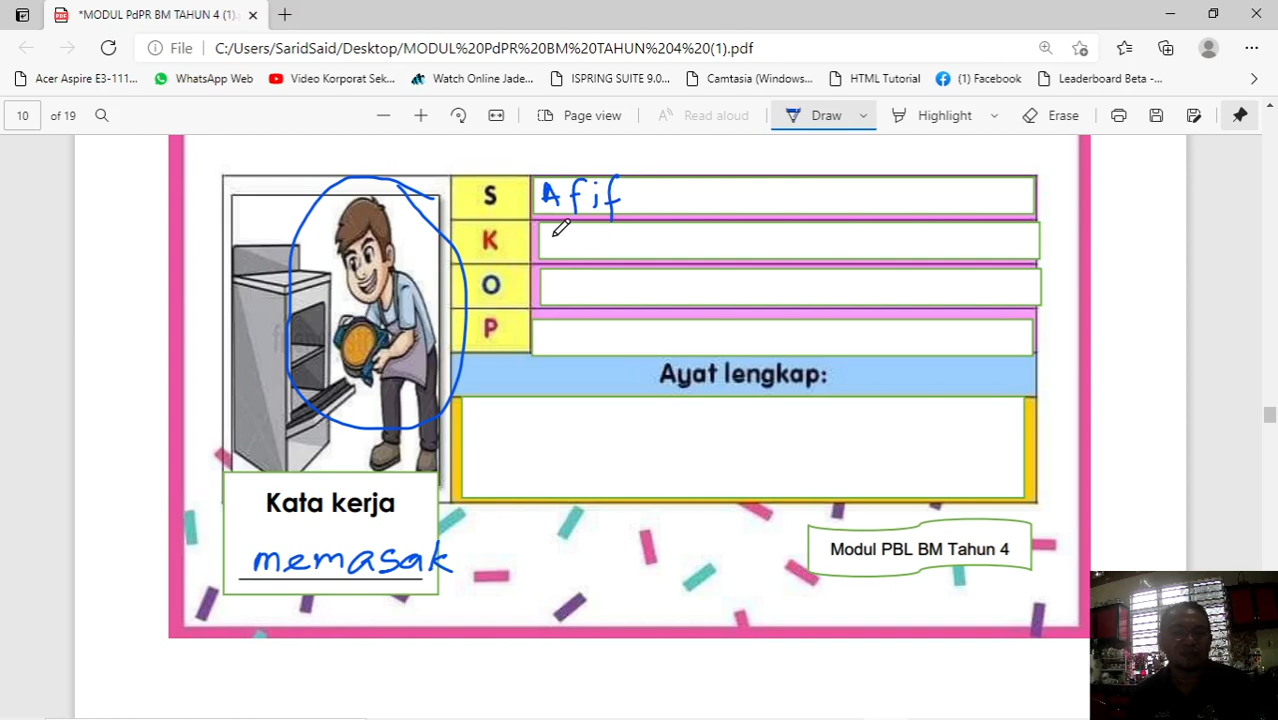 *MODUL PdPR BM TAHUN 4 (1).pdf
File
C:/Users/SaridSaid/Desktop/MODUL%20PdPR%20BM%20TAHUN%204%20(1).pdf
Acer Aspire E3-111...
WhatsApp Web
Video Korporat Sek...
Watch Online Jade...
ISPRING SUITE 9.0...
Camtasia (Windows...
HTML Tutorial
(1) Facebook
Leaderboard Beta -...
10 of 19
Page view
Read aloud
Draw
Highlight
Erase
S Afif
K
O
P
Ayat lengkap:
Kata kerja
memasak
Modul PBL BM Tahun 4